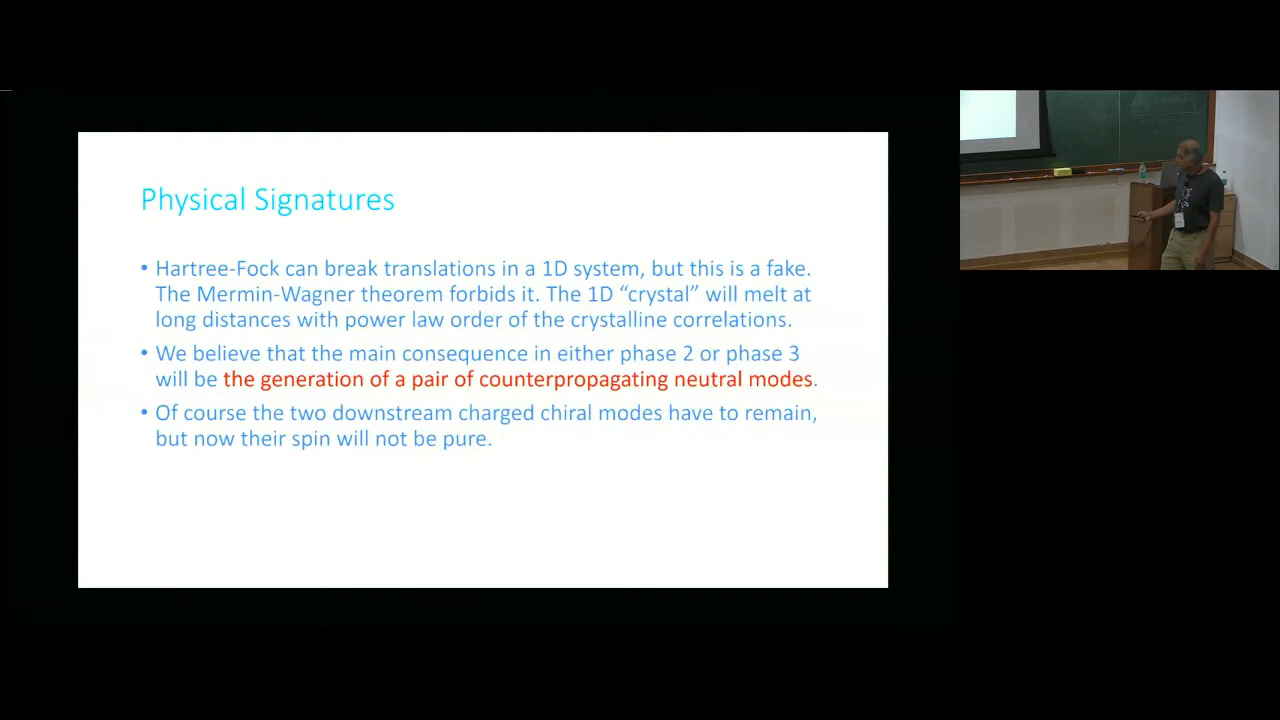 Physical Signatures
• Hartree-Fock can break translations in a 1D system, but this is a fake.
The Mermin-Wagner theorem forbids it. The 1D “crystal” will melt at
long distances with power law order of the crystalline correlations.
• We believe that the main consequence in either phase 2 or phase 3
will be the generation of a pair of counterpropagating neutral modes.
• Of course the two downstream charged chiral modes have to remain,
but now their spin will not be pure.